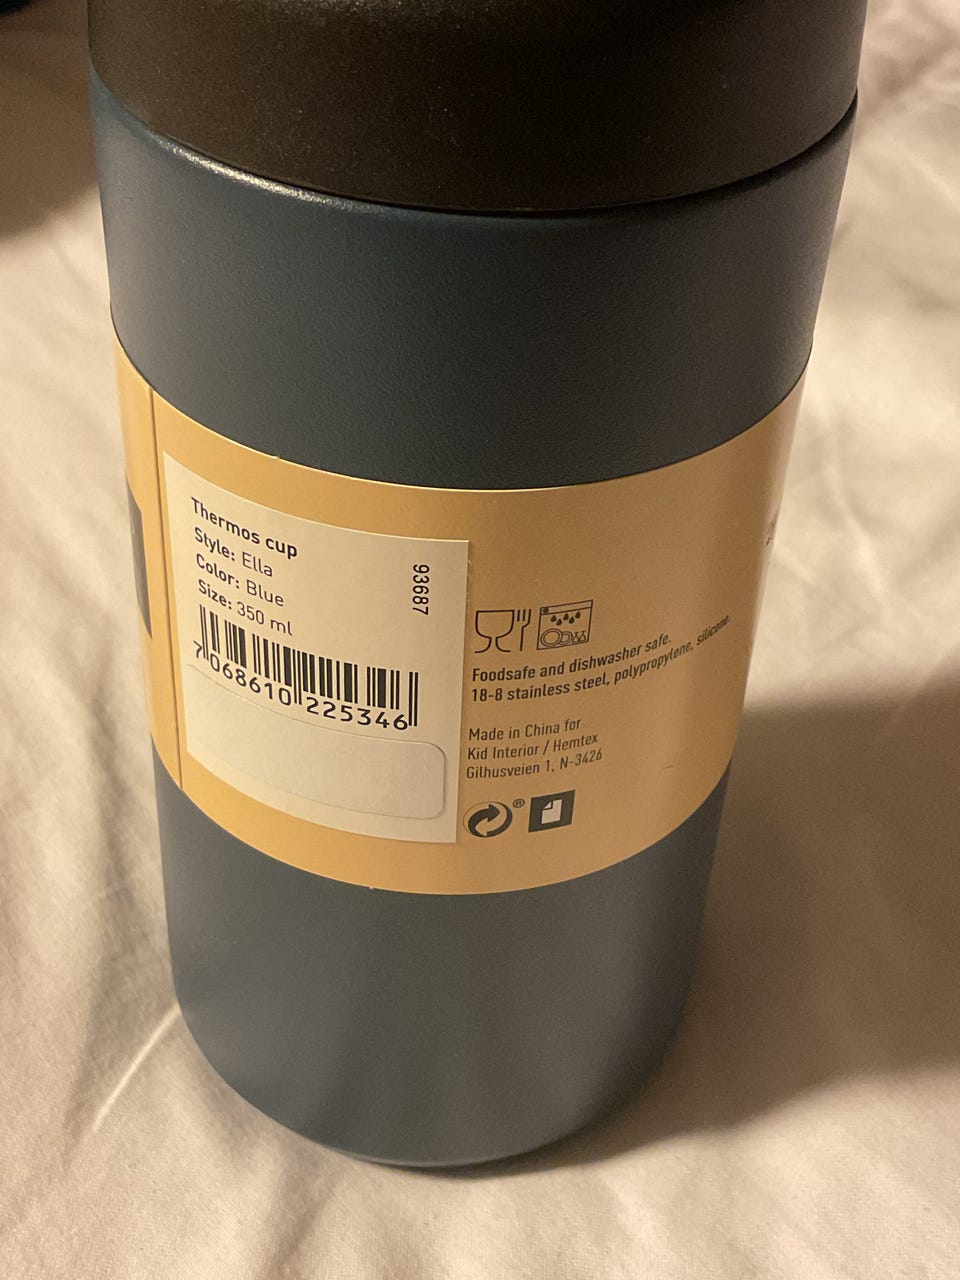 Thermos cup
Style: Ella
Color: Blue
Size: 350 ml
93687
7 068610 225346
Foodsafe and dishwasher safe.
18-8 stainless steel, polypropylene, silicone.
Made in China for
Kid Interior / Hemtex
Gilhusveien 1, N-3426
®